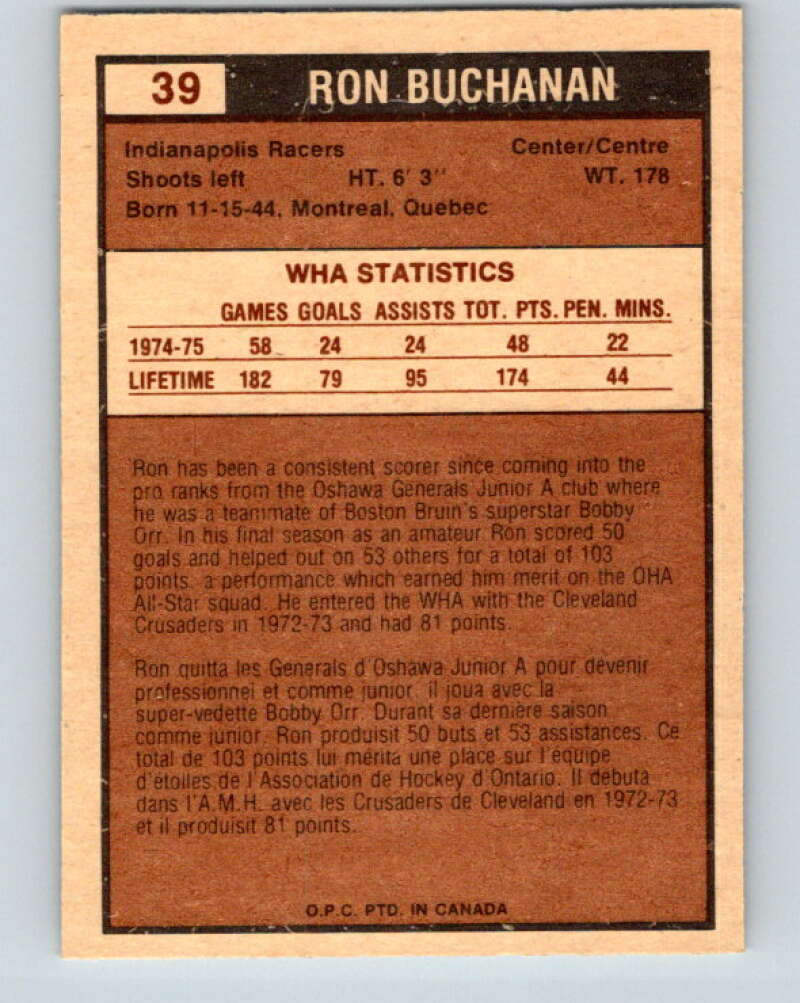 39 RON BUCHANAN
Indianapolis Racers Center/Centre
Shoots left HT. 6' 3" WT. 178
Born 11-15-44, Montreal, Quebec
WHA STATISTICS
GAMES GOALS ASSISTS TOT. PTS. PEN. MINS.
1974-75 58 24 24 48 22
LIFETIME 182 79 95 174 44
Ron has been a consistent scorer since coming into the
pro ranks from the Oshawa Generals Junior A club where
he was a teammate of Boston Bruin's superstar Bobby
Orr. In his final season as an amateur Ron scored 50
goals and helped out on 53 others for a total of 103
points, a performance which earned him merit on the OHA
All-Star squad. He entered the WHA with the Cleveland
Crusaders in 1972-73 and had 81 points.
Ron quitta les Generals d'Oshawa Junior A pour devenir
professionnel et comme junior, il joua avec la
super-vedette Bobby Orr. Durant sa dernière saison
comme junior, Ron produisit 50 buts et 53 assistances. Ce
total de 103 points lui mérita une place sur l'équipe
d'étoiles de l'Association de Hockey d'Ontario. Il débuta
dans l'A.M.H. avec les Crusaders de Cleveland en 1972-73
et il produisit 81 points.
O.P.C. PTD. IN CANADA